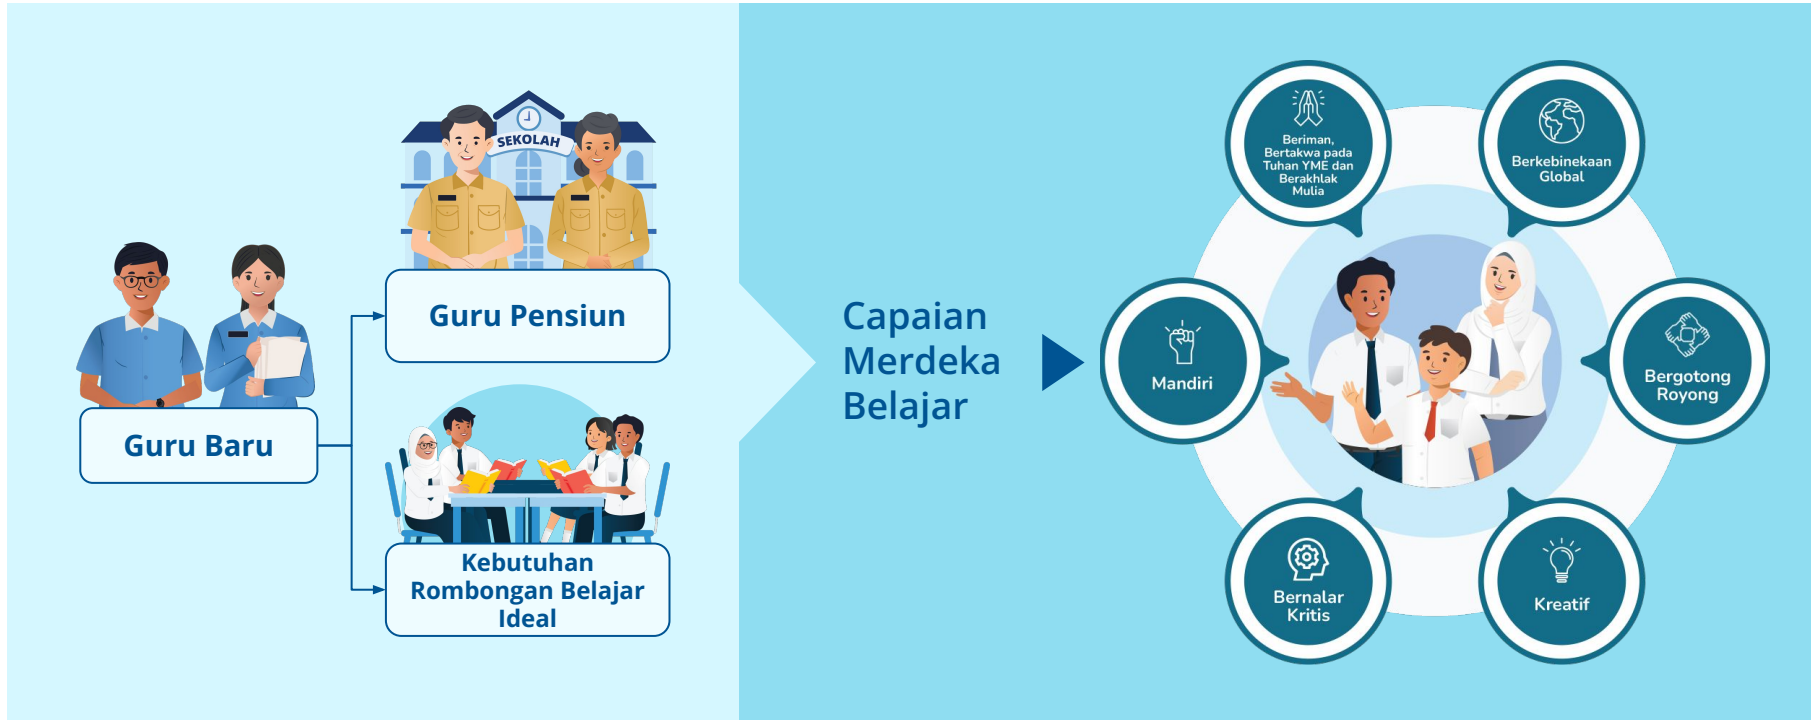 SEKOLAH
Guru Pensiun
Guru Baru
Kebutuhan
Rombongan Belajar
Ideal
Capaian
Merdeka
Belajar
Beriman,
Bertakwa pada
Tuhan YME dan
Berakhlak
Mulia
Berkebinekaan
Global
Mandiri
Bergotong
Royong
Bernalar
Kritis
Kreatif